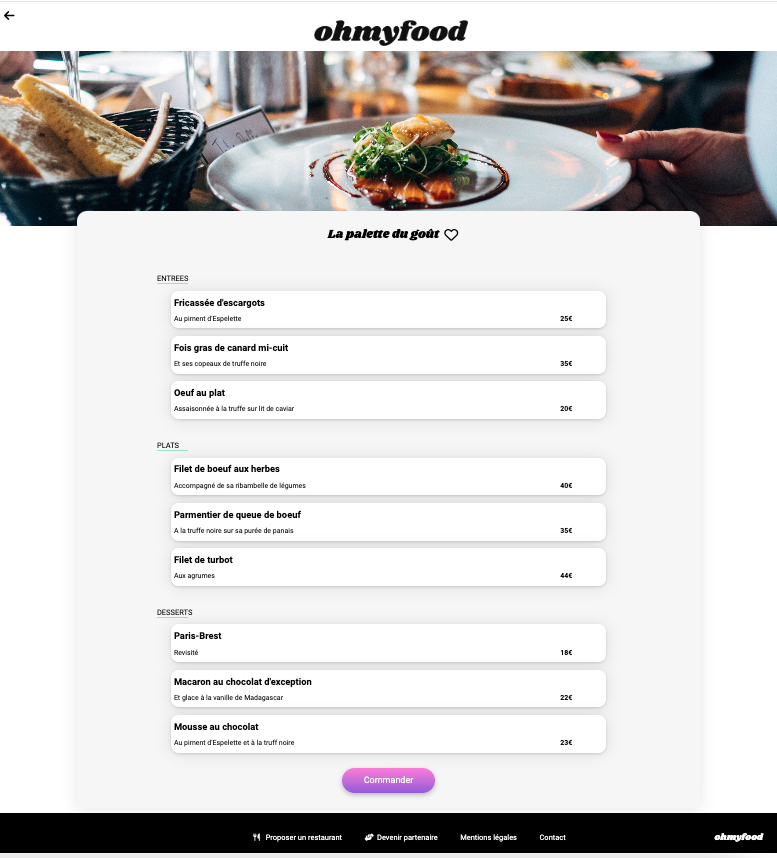 ohmyfood
La palette du goût
ENTREES
Fricassée d'escargots
Au piment d'Espelette 25€
Fois gras de canard mi-cuit
Et ses copeaux de truffe noire 35€
Oeuf au plat
Assaisonnée à la truffe sur lit de caviar 20€
PLATS
Filet de boeuf aux herbes
Accompagné de sa ribambelle de légumes 40€
Parmentier de queue de boeuf
A la truffe noire sur sa purée de panais 35€
Filet de turbot
Aux agrumes 44€
DESSERTS
Paris-Brest
Revisité 18€
Macaron au chocolat d'exception
Et glace à la vanille de Madagascar 22€
Mousse au chocolat
Au piment d'Espelette et à la truff noire 23€
Commander
Proposer un restaurant Devenir partenaire Mentions légales Contact ohmyfood